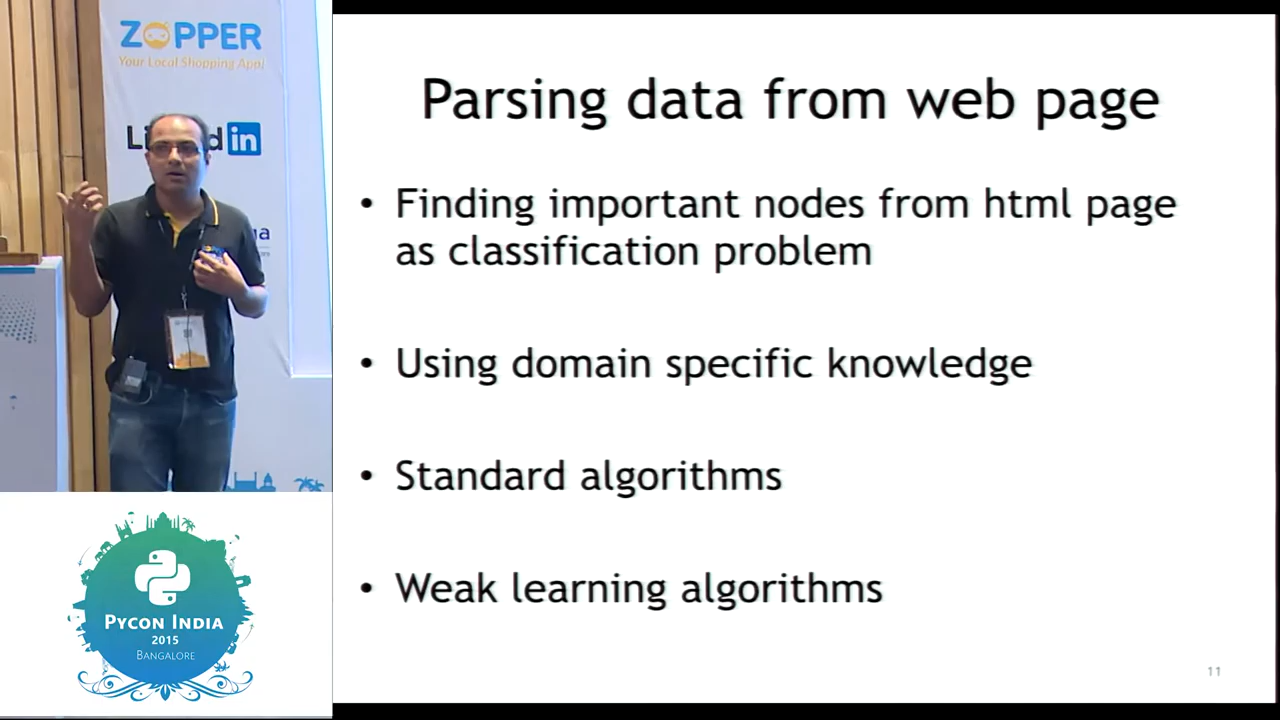 ZOPPER
Your Local Shopping App!
in
Parsing data from web page
• Finding important nodes from html page
as classification problem
• Using domain specific knowledge
• Standard algorithms
• Weak learning algorithms
11
PYCON INDIA
2015
BANGALORE